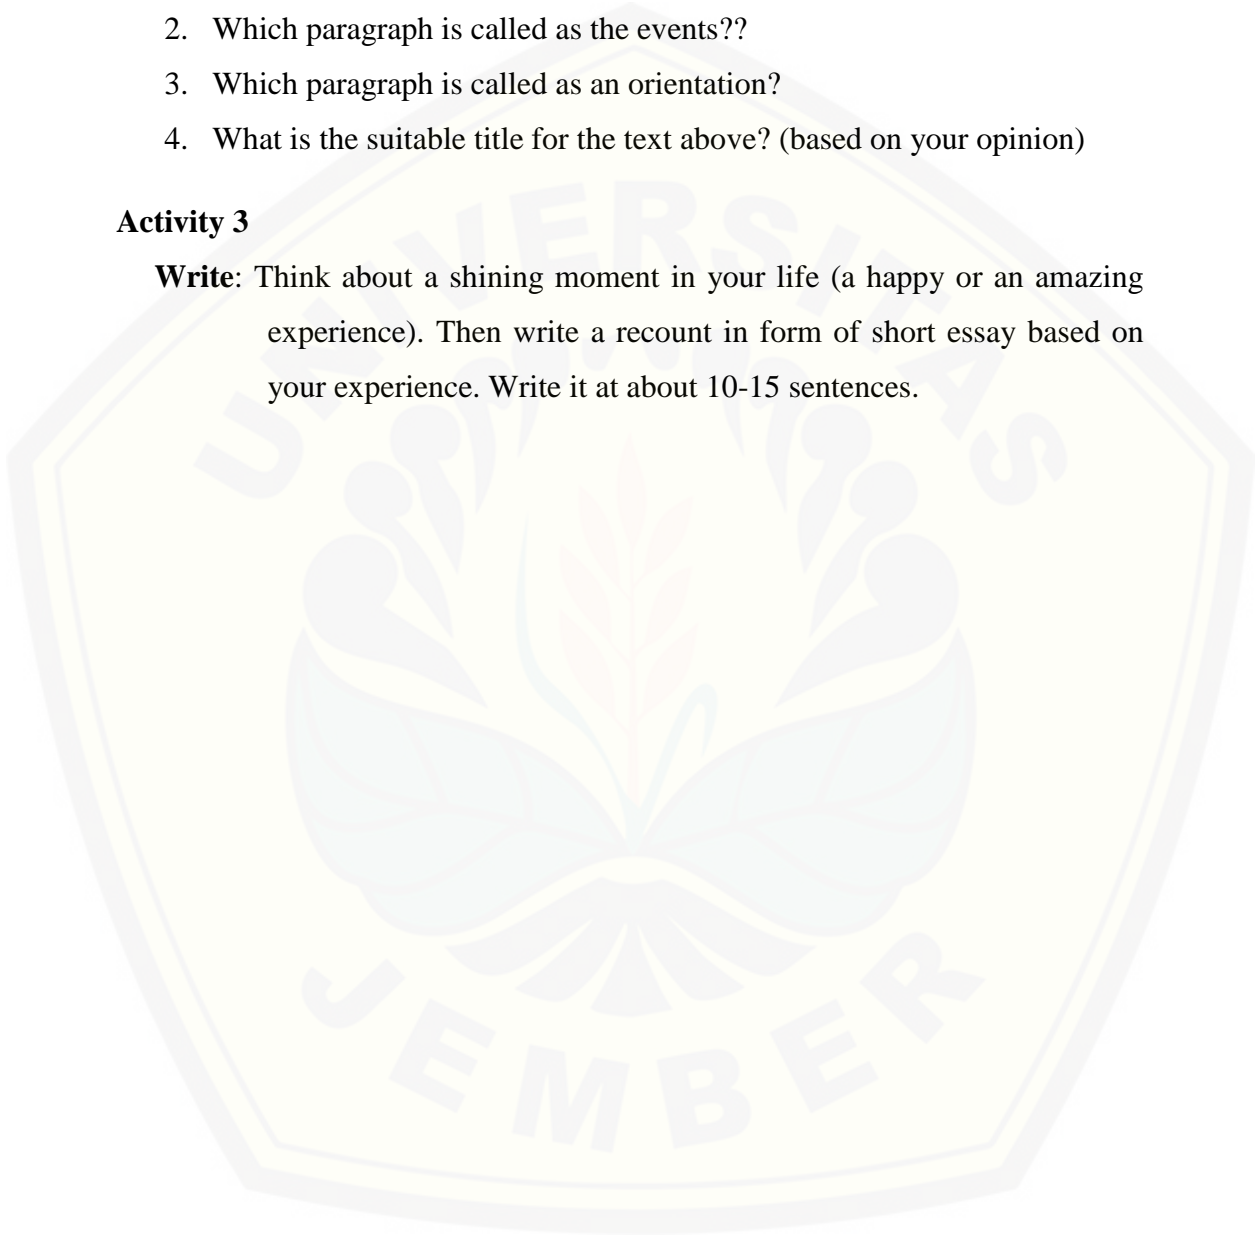 2. Which paragraph is called as the events??
3. Which paragraph is called as an orientation?
4. What is the suitable title for the text above? (based on your opinion)
Activity 3
Write: Think about a shining moment in your life (a happy or an amazing
experience). Then write a recount in form of short essay based on
your experience. Write it at about 10-15 sentences.
UNIVERSITAS
JEMBER